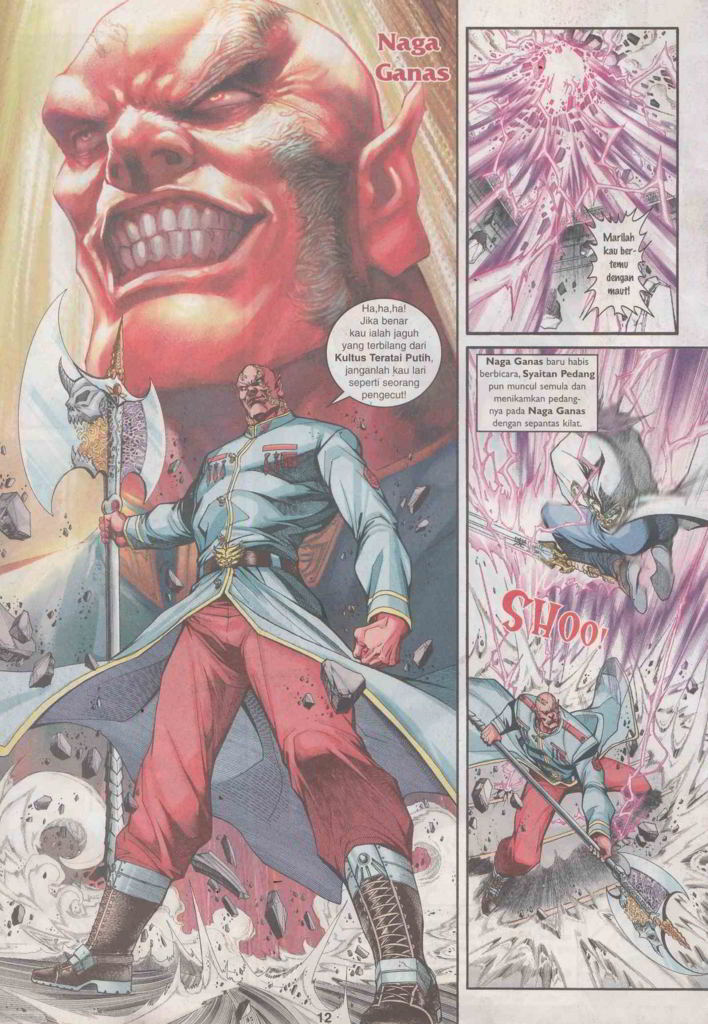 Naga
Ganas
Ha,ha,ha!
Jika benar
kau ialah jaguh
yang terbilang dari
Kultus Teratai Putih,
janganlah kau lari
seperti seorang
pengecut!
Marilah
kau ber-
temu
dengan
maut!
Naga Ganas baru habis
berbicara, Syaitan Pedang
pun muncul semula dan
menikamkan pedang-
nya pada Naga Ganas
dengan sepantas kilat.
SHOO!
12